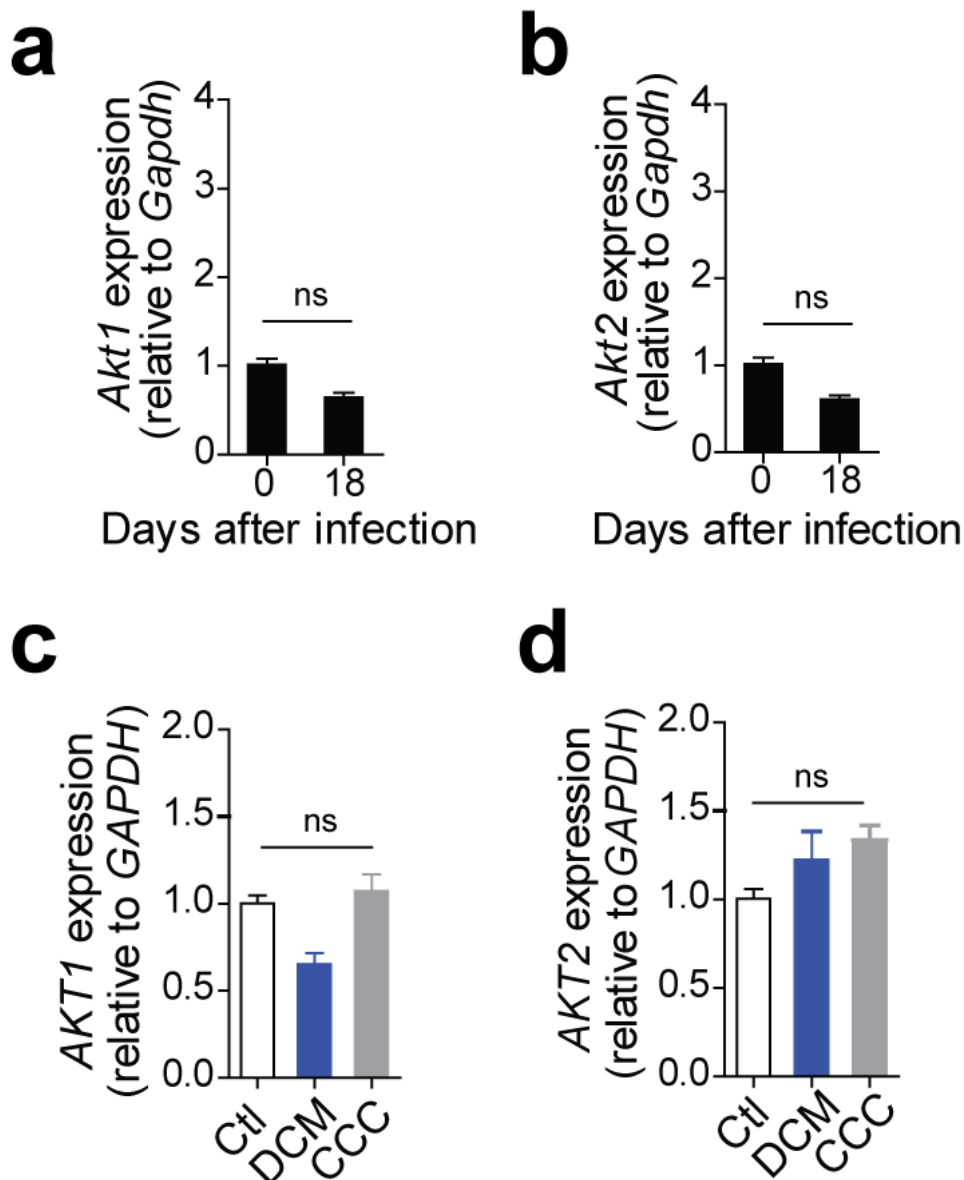 a
Akt1 expression
(relative to Gapdh)
4
3
2
1
0
ns
0 18
Days after infection
b
Akt2 expression
(relative to Gapdh)
4
3
2
1
0
ns
0 18
Days after infection
c
AKT1 expression
(relative to GAPDH)
2.0
1.5
1.0
0.5
0.0
ns
Ctl
DCM
CCC
d
AKT2 expression
(relative to GAPDH)
2.0
1.5
1.0
0.5
0.0
ns
Ctl
DCM
CCC